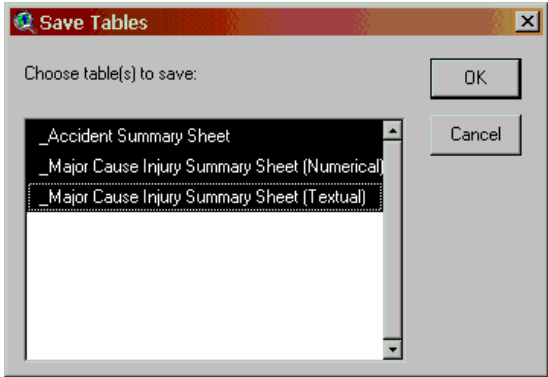 Save Tables
Choose table(s) to save:
OK
_Accident Summary Sheet
Cancel
_Major Cause Injury Summary Sheet (Numerical)
_Major Cause Injury Summary Sheet (Textual)